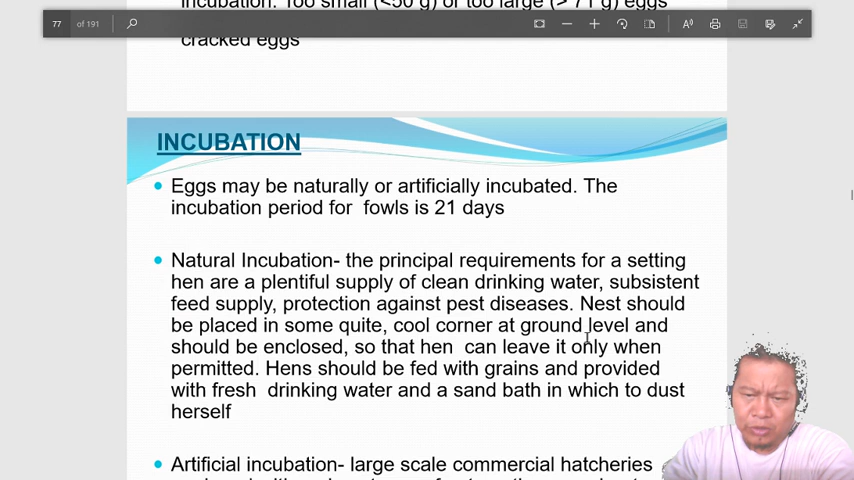 incubation. Too small (<50 g) or too large (> 71 g) eggs
77 of 191
cracked eggs
INCUBATION
Eggs may be naturally or artificially incubated. The
incubation period for fowls is 21 days
Natural Incubation- the principal requirements for a setting
hen are a plentiful supply of clean drinking water, subsistent
feed supply, protection against pest diseases. Nest should
be placed in some quite, cool corner at ground level and
should be enclosed, so that hen can leave it only when
permitted. Hens should be fed with grains and provided
with fresh drinking water and a sand bath in which to dust
herself
Artificial incubation- large scale commercial hatcheries